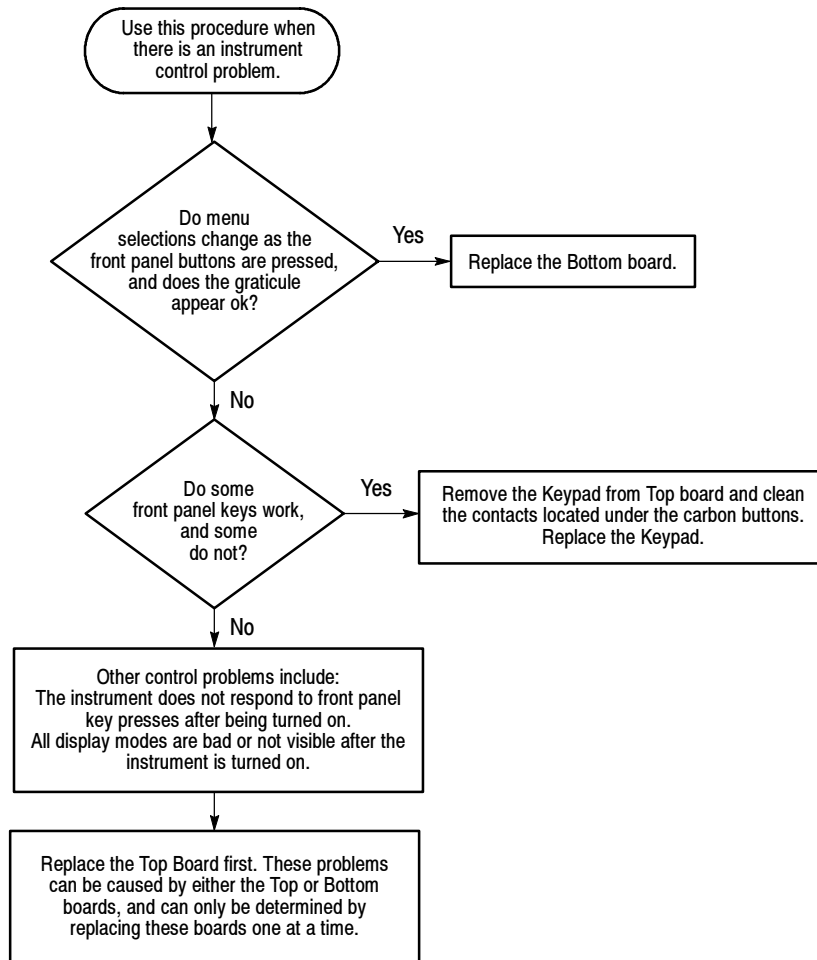 Use this procedure when
there is an instrument
control problem.
Do menu
selections change as the
front panel buttons are pressed,
and does the graticule
appear ok?
Yes
Replace the Bottom board.
No
Do some
front panel keys work,
and some
do not?
Yes
Remove the Keypad from Top board and clean
the contacts located under the carbon buttons.
Replace the Keypad.
No
Other control problems include:
The instrument does not respond to front panel
key presses after being turned on.
All display modes are bad or not visible after the
instrument is turned on.
Replace the Top Board first. These problems
can be caused by either the Top or Bottom
boards, and can only be determined by
replacing these boards one at a time.